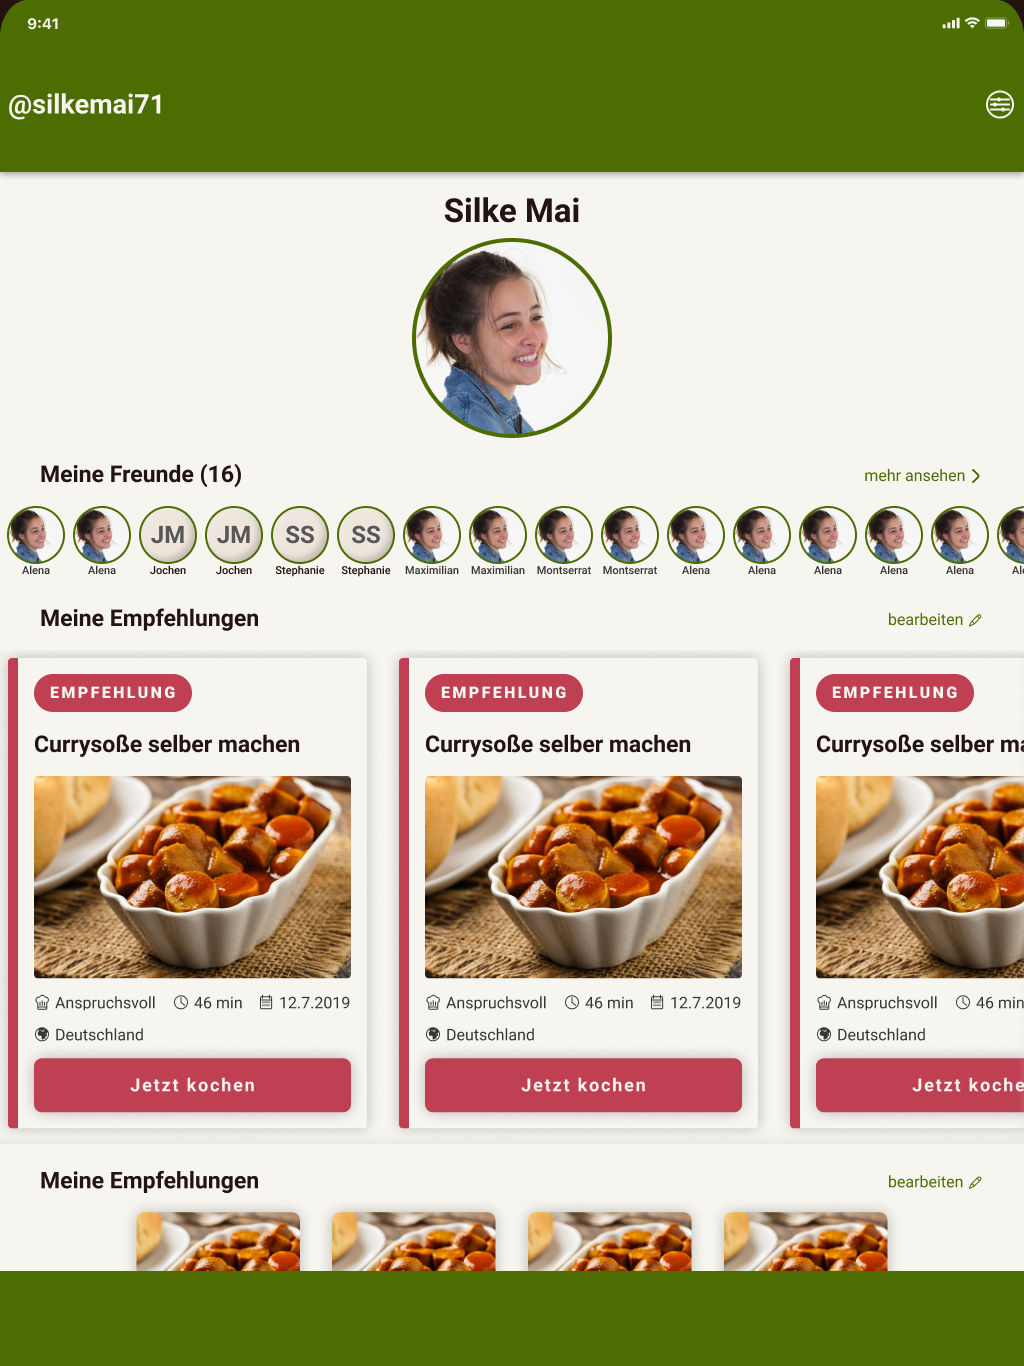 9:41
@silkemai71
Silke Mai
Meine Freunde (16)
mehr ansehen
JM JM SS SS
Alena Alena Jochen Jochen Stephanie Stephanie Maximilian Maximilian Montserrat Montserrat Alena Alena Alena Alena Alena Al
Meine Empfehlungen
bearbeiten
EMPFEHLUNG
Currysoße selber machen
Anspruchsvoll 46 min 12.7.2019
Deutschland
Jetzt kochen
EMPFEHLUNG
Currysoße selber machen
Anspruchsvoll 46 min 12.7.2019
Deutschland
Jetzt kochen
EMPFEHLUNG
Currysoße selber ma
Anspruchsvoll 46 min
Deutschland
Jetzt koche
Meine Empfehlungen
bearbeiten